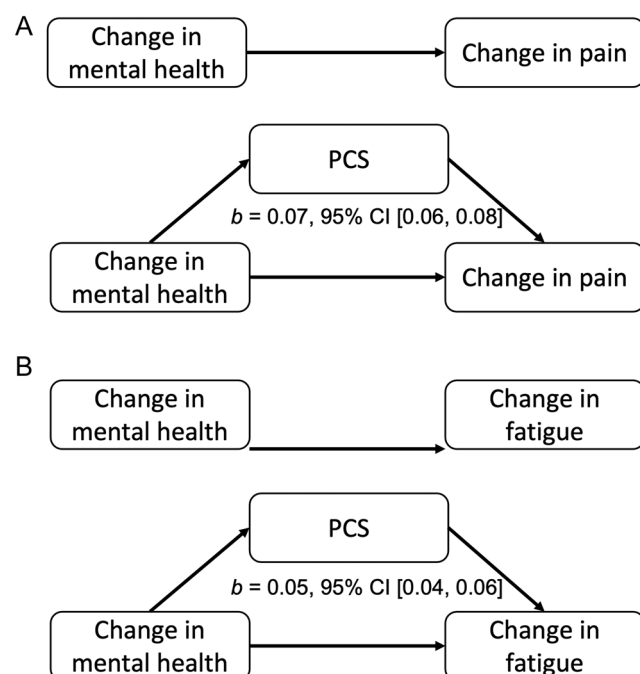 A
Change in
mental health
Change in pain
PCS
b = 0.07, 95% CI [0.06, 0.08]
Change in
mental health
Change in pain
B
Change in
mental health
Change in
fatigue
PCS
b = 0.05, 95% CI [0.04, 0.06]
Change in
mental health
Change in
fatigue